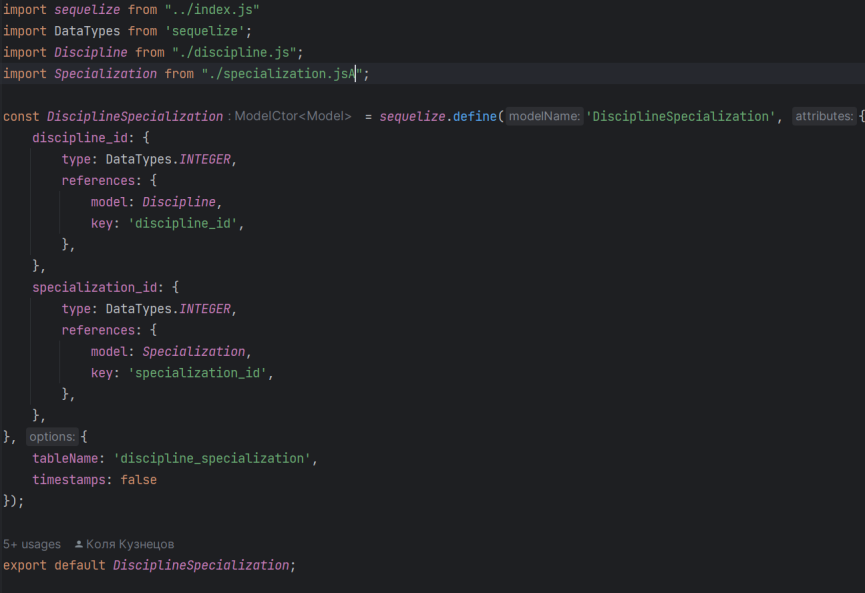 import sequelize from "../index.js"
import DataTypes from 'sequelize';
import Discipline from "./discipline.js";
import Specialization from "./specialization.jsA";
const DisciplineSpecialization : ModelCtor<Model> = sequelize.define( modelName: 'DisciplineSpecialization', attributes: {
discipline_id: {
type: DataTypes.INTEGER,
references: {
model: Discipline,
key: 'discipline_id',
},
},
specialization_id: {
type: DataTypes.INTEGER,
references: {
model: Specialization,
key: 'specialization_id',
},
},
}, options: {
tableName: 'discipline_specialization',
timestamps: false
});
5+ usages Коля Кузнецов
export default DisciplineSpecialization;